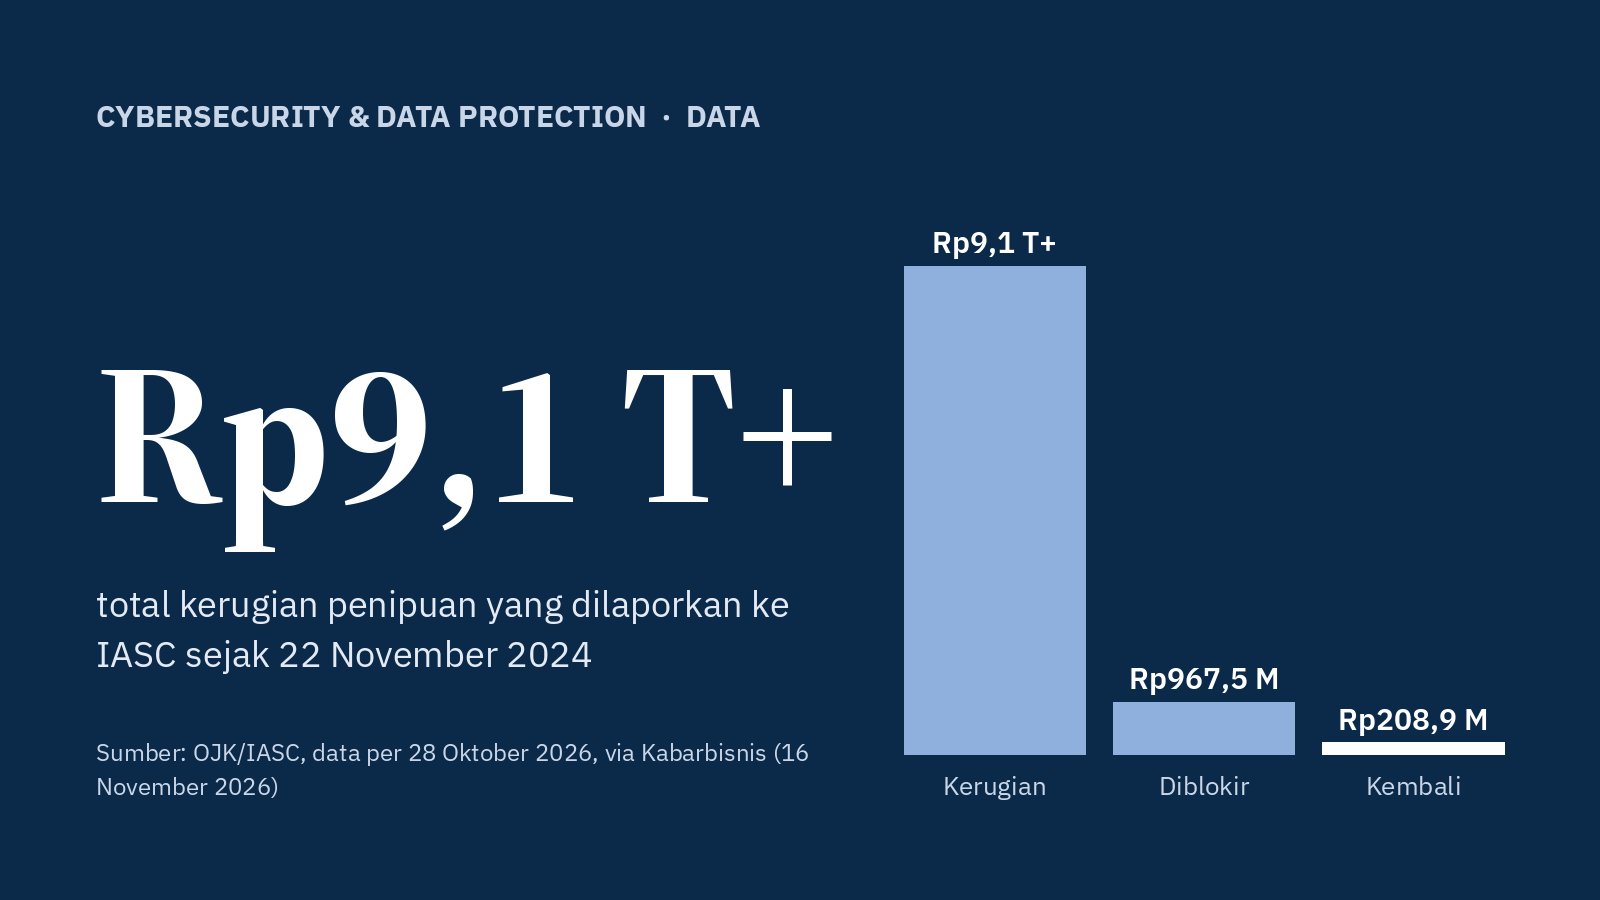 CYBERSECURITY & DATA PROTECTION · DATA
Rp9,1 T+
total kerugian penipuan yang dilaporkan ke
IASC sejak 22 November 2024
Sumber: OJK/IASC, data per 28 Oktober 2026, via Kabarbisnis (16
November 2026)
Rp9,1 T+
Rp967,5 M
Rp208,9 M
Kerugian
Diblokir
Kembali